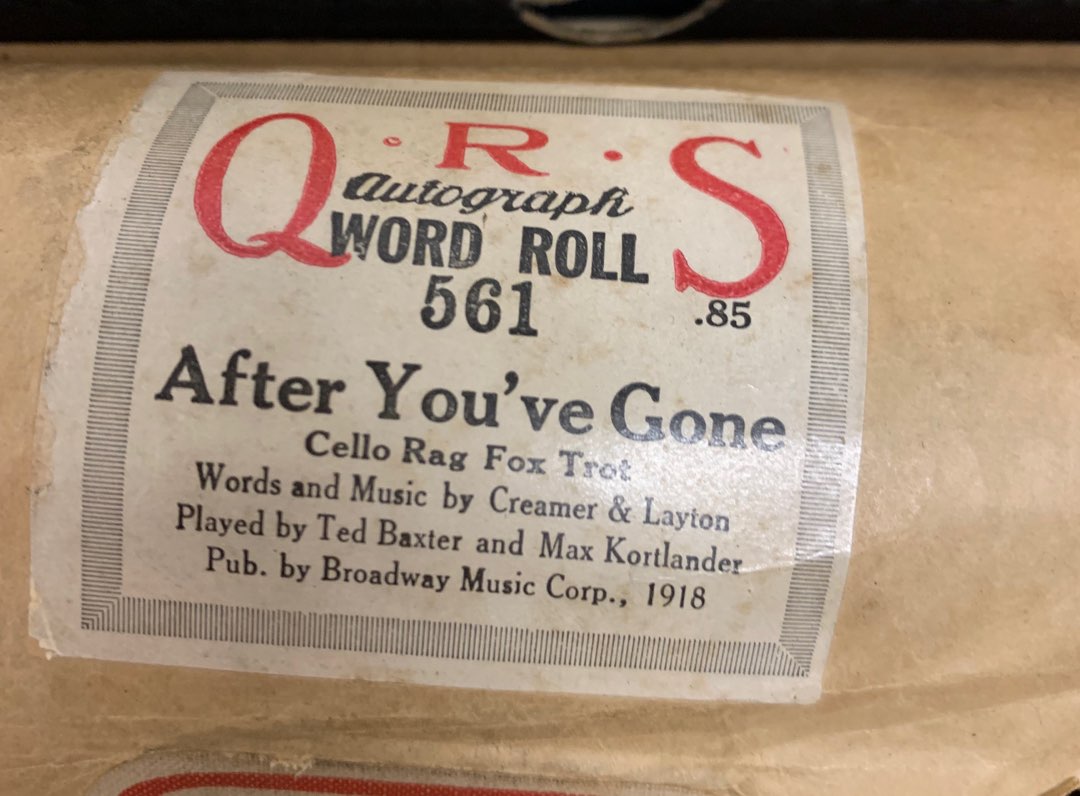 Q·R·S
Autograph
WORD ROLL
561
.85
After You've Gone
Cello Rag Fox Trot
Words and Music by Creamer & Layton
Played by Ted Baxter and Max Kortlander
Pub. by Broadway Music Corp., 1918